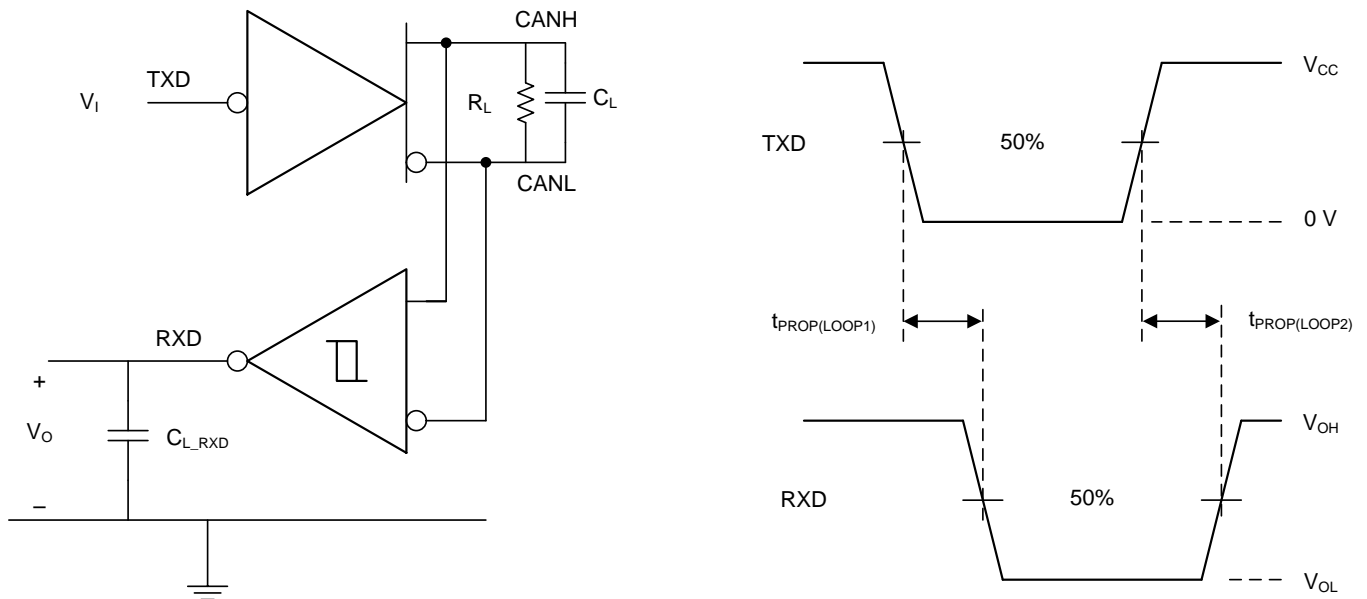 CANH
TXD
V_I
R_L
C_L
CANL
RXD
+
V_O
C_L_RXD
–
V_CC
TXD
50%
0 V
t_PROP(LOOP1)
t_PROP(LOOP2)
V_OH
RXD
50%
V_OL